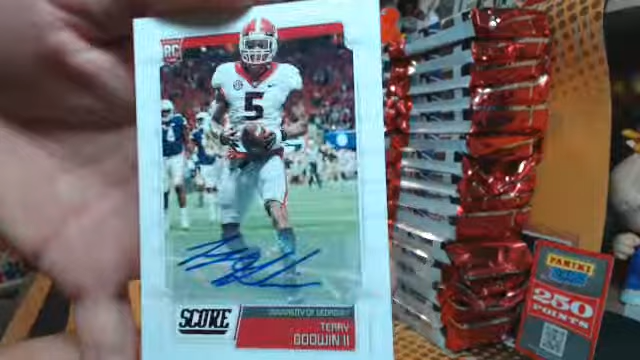 RC
5
SCORE
UNIVERSITY OF GEORGIA
TERRY
GODWIN II
PANINI
250
POINTS